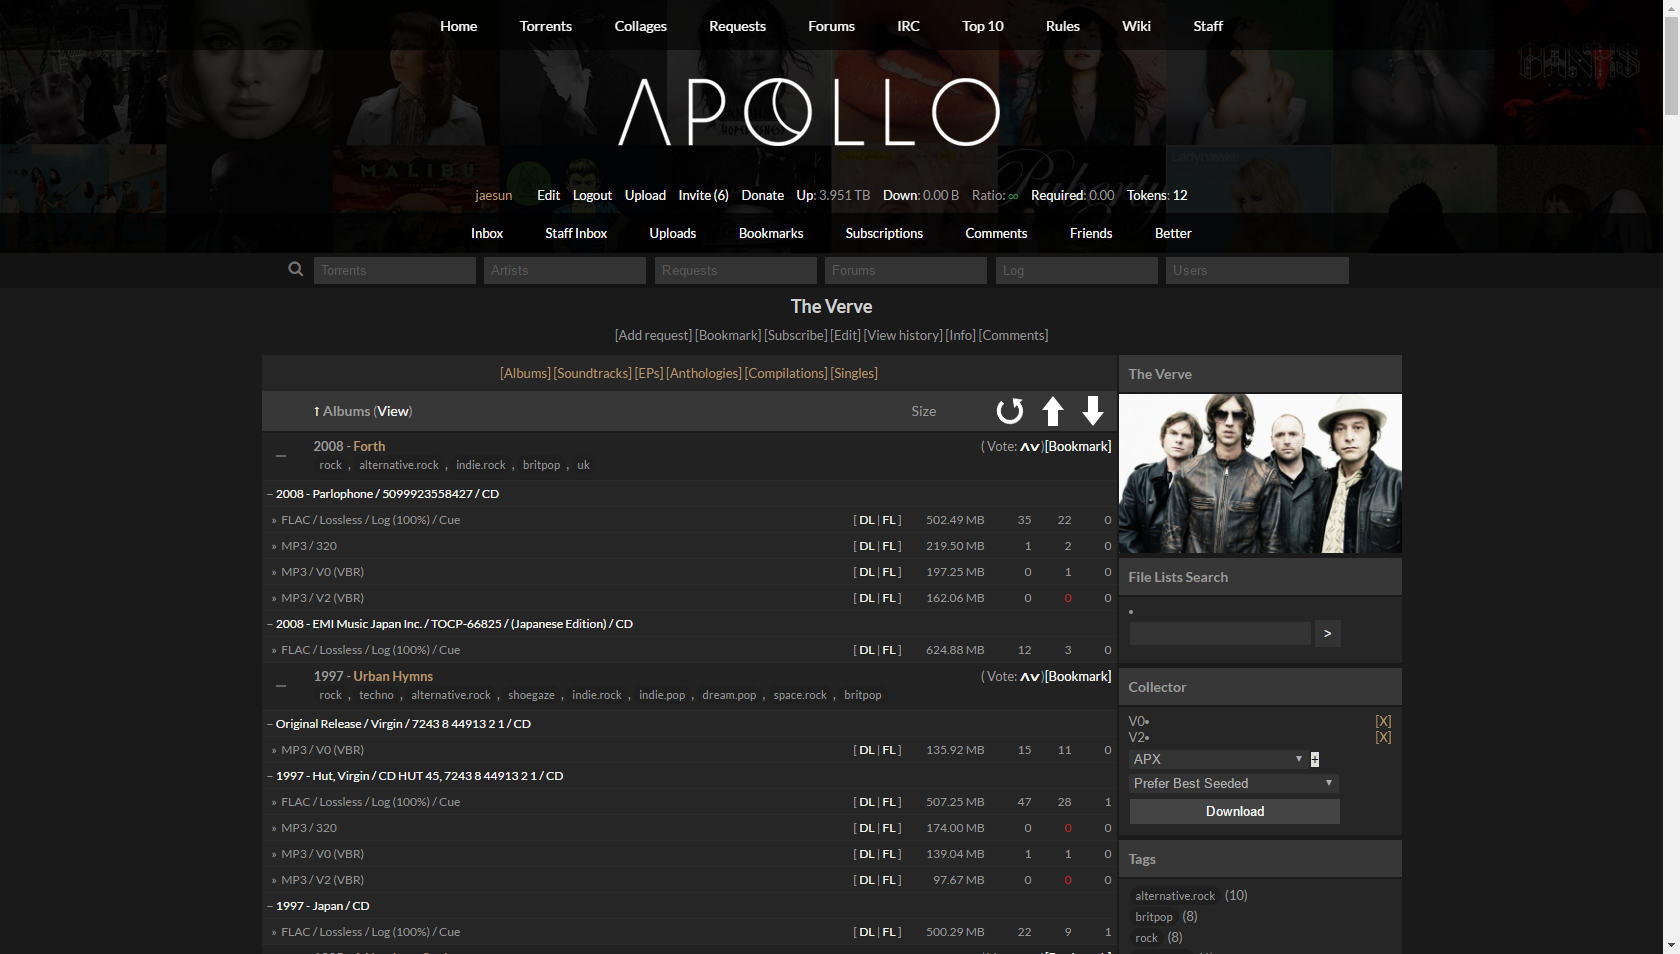 Home Torrents Collages Requests Forums IRC Top 10 Rules Wiki Staff
BANKS
APOLLO
MALIBU
Ladyhawke
jaesun Edit Logout Upload Invite (6) Donate Up: 3.951 TB Down: 0.00 B Ratio: ∞ Required: 0.00 Tokens: 12
Inbox Staff Inbox Uploads Bookmarks Subscriptions Comments Friends Better
Torrents Artists Requests Forums Log Users
The Verve
[Add request] [Bookmark] [Subscribe] [Edit] [View history] [Info] [Comments]
[Albums] [Soundtracks] [EPs] [Anthologies] [Compilations] [Singles]
↑ Albums (View) Size
2008 - Forth ( Vote: ∧∨ ) [Bookmark]
rock , alternative.rock , indie.rock , britpop , uk
– 2008 - Parlophone / 5099923558427 / CD
» FLAC / Lossless / Log (100%) / Cue [ DL | FL ] 502.49 MB 35 22 0
» MP3 / 320 [ DL | FL ] 219.50 MB 1 2 0
» MP3 / V0 (VBR) [ DL | FL ] 197.25 MB 0 1 0
» MP3 / V2 (VBR) [ DL | FL ] 162.06 MB 0 0 0
– 2008 - EMI Music Japan Inc. / TOCP-66825 / (Japanese Edition) / CD
» FLAC / Lossless / Log (100%) / Cue [ DL | FL ] 624.88 MB 12 3 0
1997 - Urban Hymns ( Vote: ∧∨ ) [Bookmark]
rock , techno , alternative.rock , shoegaze , indie.rock , indie.pop , dream.pop , space.rock , britpop
– Original Release / Virgin / 7243 8 44913 2 1 / CD
» MP3 / V0 (VBR) [ DL | FL ] 135.92 MB 15 11 0
– 1997 - Hut, Virgin / CD HUT 45, 7243 8 44913 2 1 / CD
» FLAC / Lossless / Log (100%) / Cue [ DL | FL ] 507.25 MB 47 28 1
» MP3 / 320 [ DL | FL ] 174.00 MB 0 0 0
» MP3 / V0 (VBR) [ DL | FL ] 139.04 MB 1 1 0
» MP3 / V2 (VBR) [ DL | FL ] 97.67 MB 0 0 0
– 1997 - Japan / CD
» FLAC / Lossless / Log (100%) / Cue [ DL | FL ] 500.29 MB 22 9 1
The Verve
File Lists Search
•
>
Collector
V0• [X]
V2• [X]
APX +
Prefer Best Seeded
Download
Tags
alternative.rock (10)
britpop (8)
rock (8)